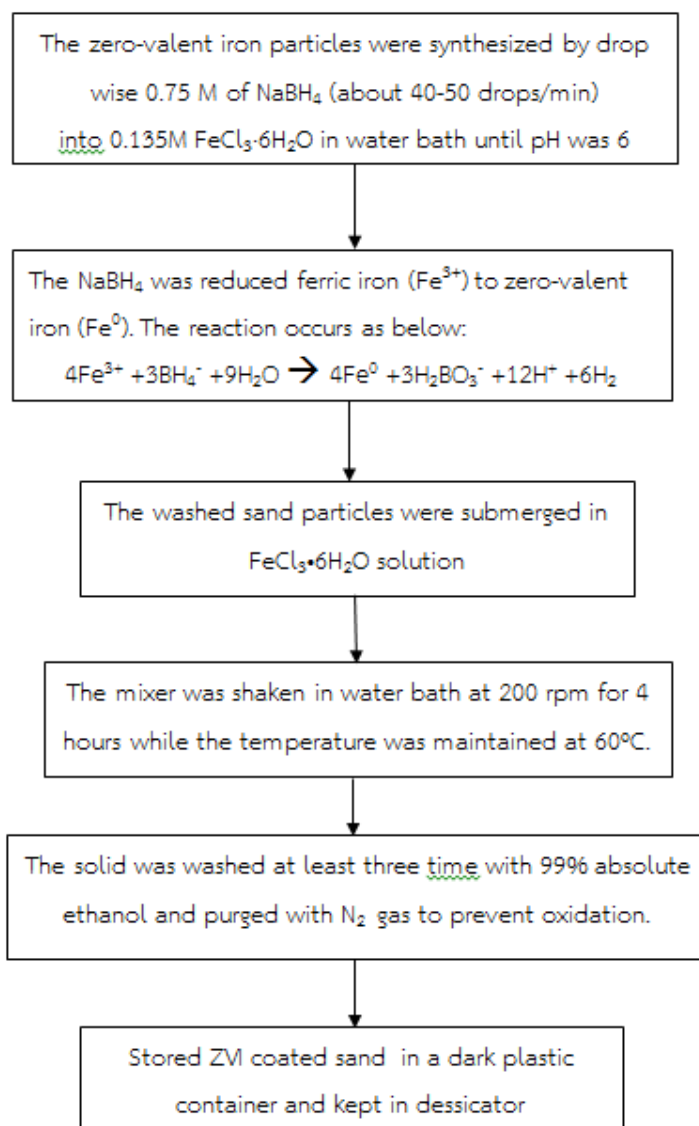 The zero-valent iron particles were synthesized by drop
wise 0.75 M of NaBH₄ (about 40-50 drops/min)
into 0.135M FeCl₃·6H₂O in water bath until pH was 6
The NaBH₄ was reduced ferric iron (Fe³⁺) to zero-valent
iron (Fe⁰). The reaction occurs as below:
4Fe³⁺ +3BH₄⁻ +9H₂O → 4Fe⁰ +3H₂BO₃⁻ +12H⁺ +6H₂
The washed sand particles were submerged in
FeCl₃•6H₂O solution
The mixer was shaken in water bath at 200 rpm for 4
hours while the temperature was maintained at 60ºC.
The solid was washed at least three time with 99% absolute
ethanol and purged with N₂ gas to prevent oxidation.
Stored ZVI coated sand in a dark plastic
container and kept in dessicator